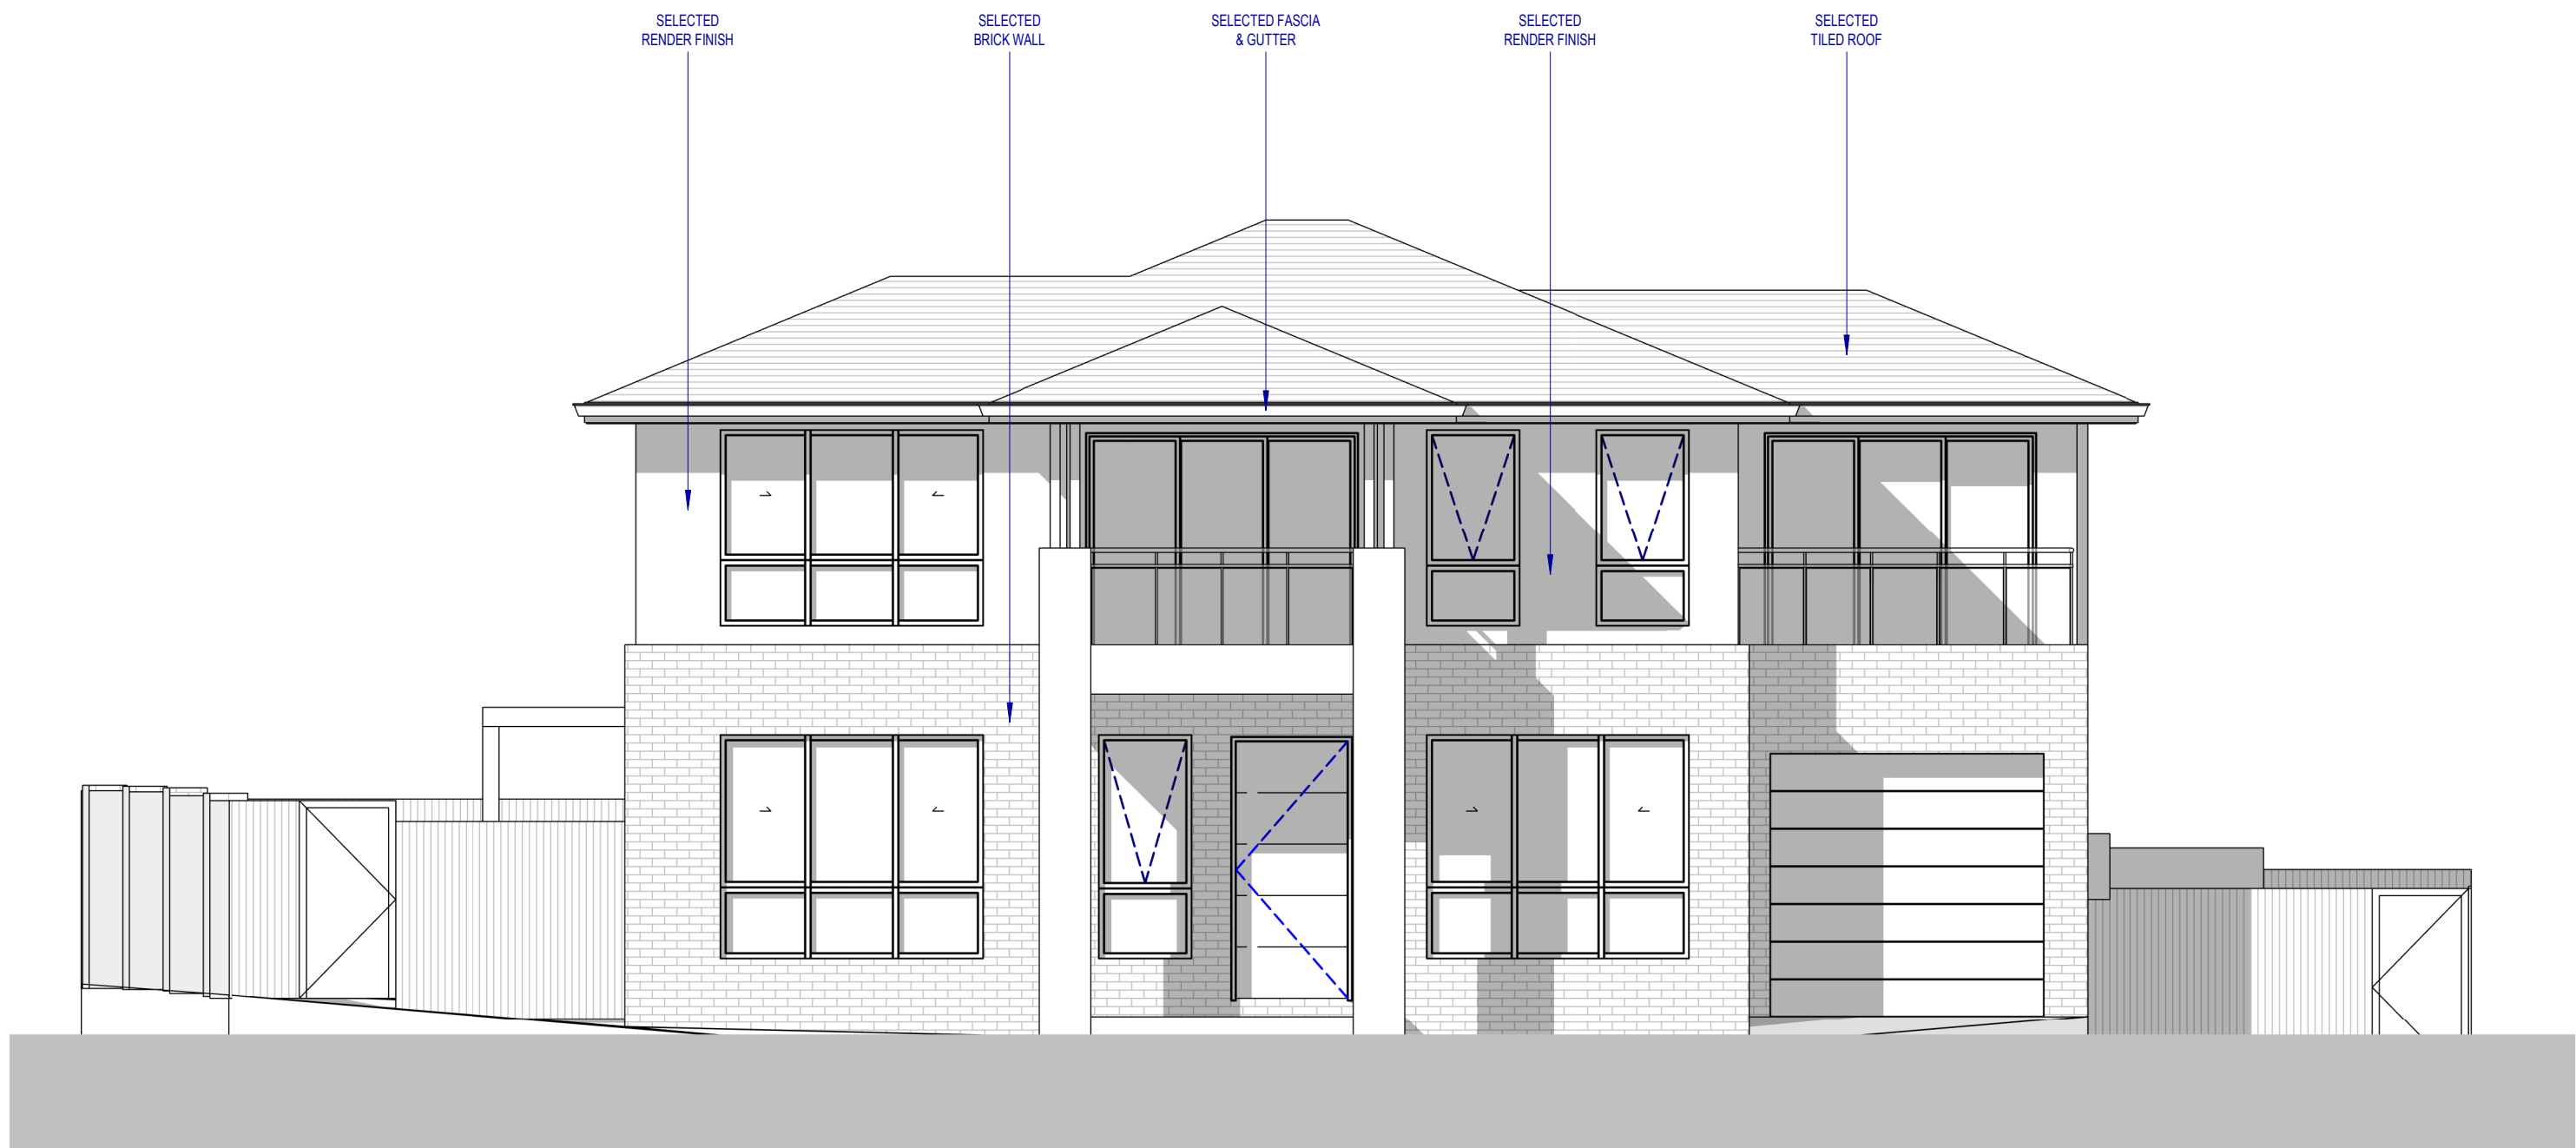 SELECTED
RENDER FINISH
SELECTED
BRICK WALL
SELECTED FASCIA
& GUTTER
SELECTED
RENDER FINISH
SELECTED
TILED ROOF